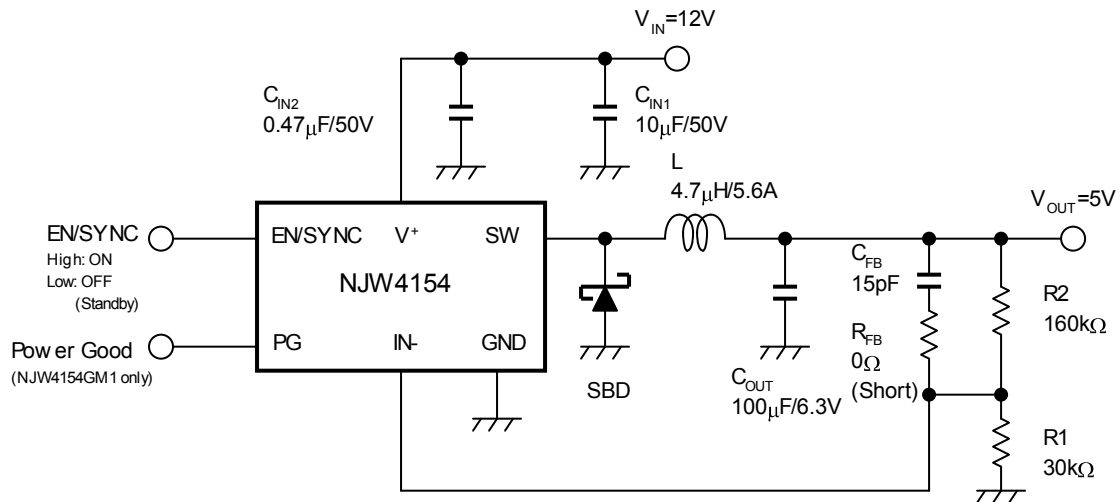 V_IN=12V
C_IN2
0.47μF/50V
C_IN1
10μF/50V
L
4.7μH/5.6A
V_OUT=5V
EN/SYNC
High: ON
Low: OFF
(Standby)
EN/SYNC
V⁺
SW
NJW4154
PG
IN-
GND
Power Good
(NJW4154GM1 only)
SBD
C_OUT
100μF/6.3V
C_FB
15pF
R_FB
0Ω
(Short)
R2
160kΩ
R1
30kΩ